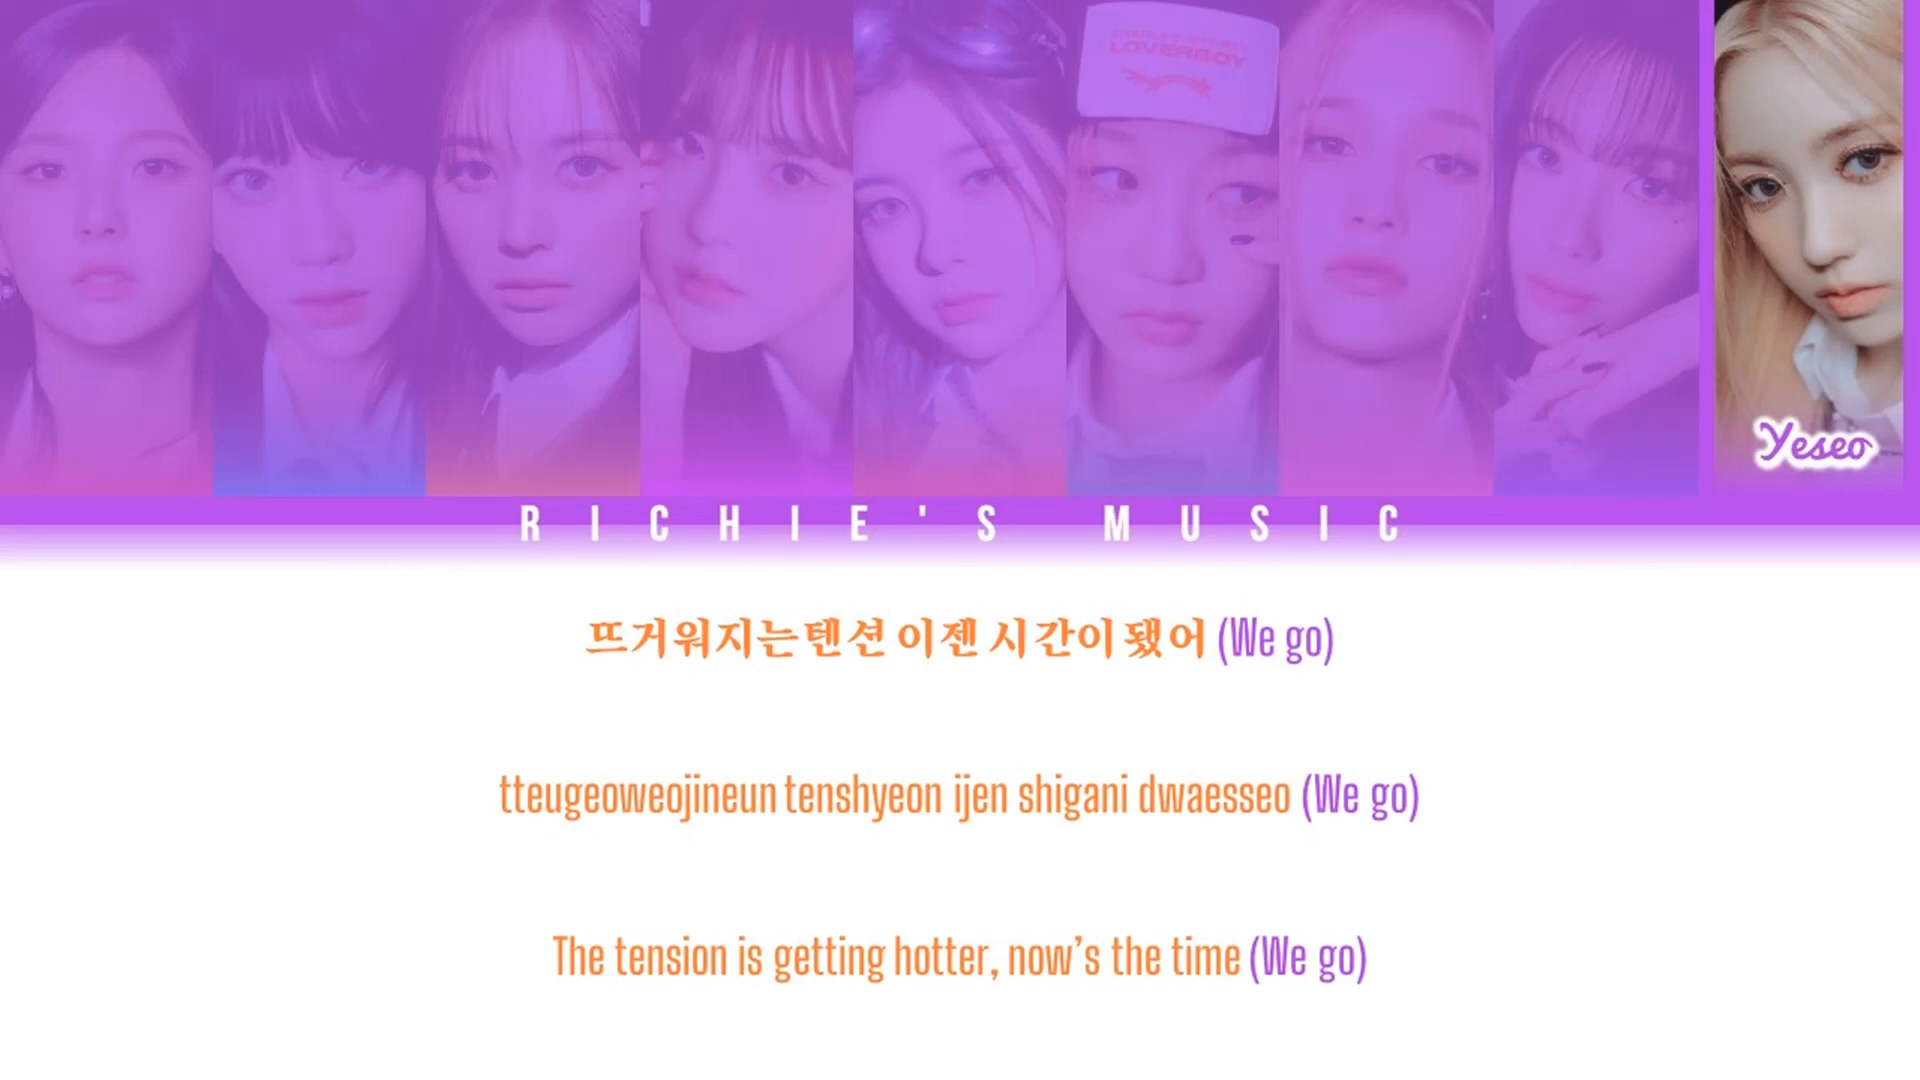 LOVERBOY
Yeseo
RICHIE'S MUSIC
뜨거워지는텐션 이젠 시간이 됐어 (We go)
tteugeoweojineun tenshyeon ijen shigani dwaesseo (We go)
The tension is getting hotter, now's the time (We go)